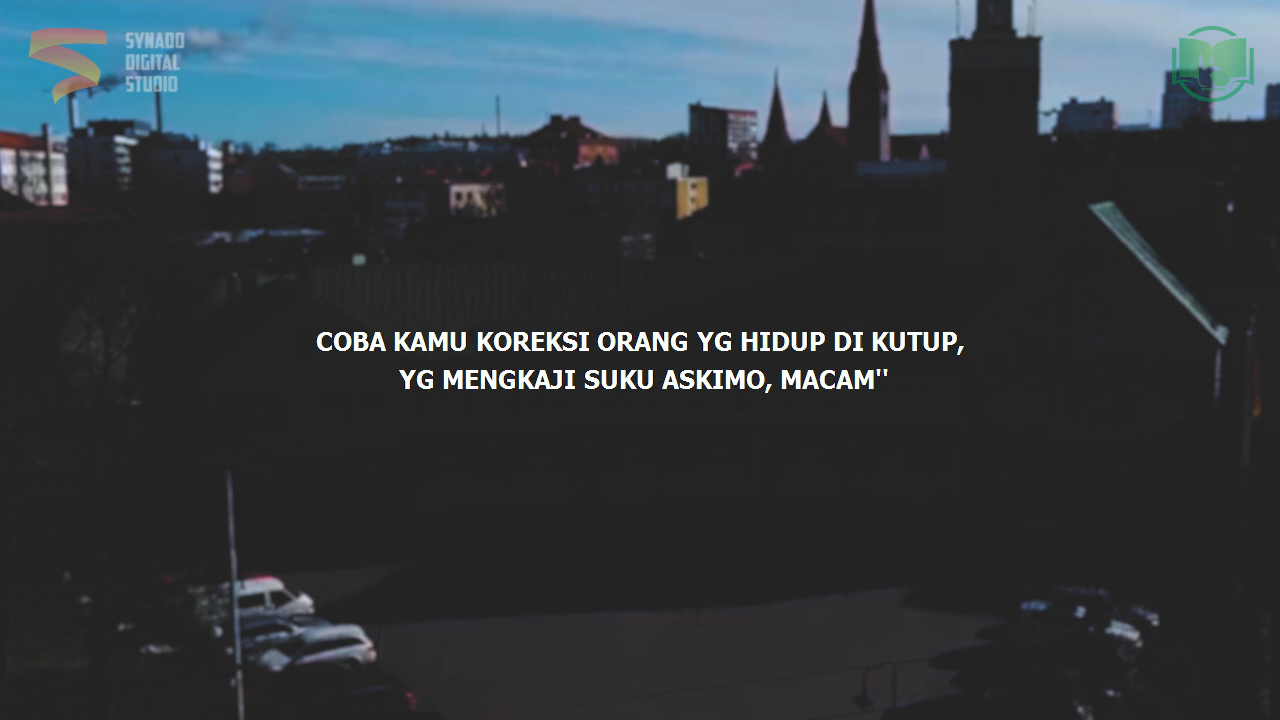 SYNADO
DIGITAL
STUDIO
COBA KAMU KOREKSI ORANG YG HIDUP DI KUTUP,
YG MENGKAJI SUKU ASKIMO, MACAM"